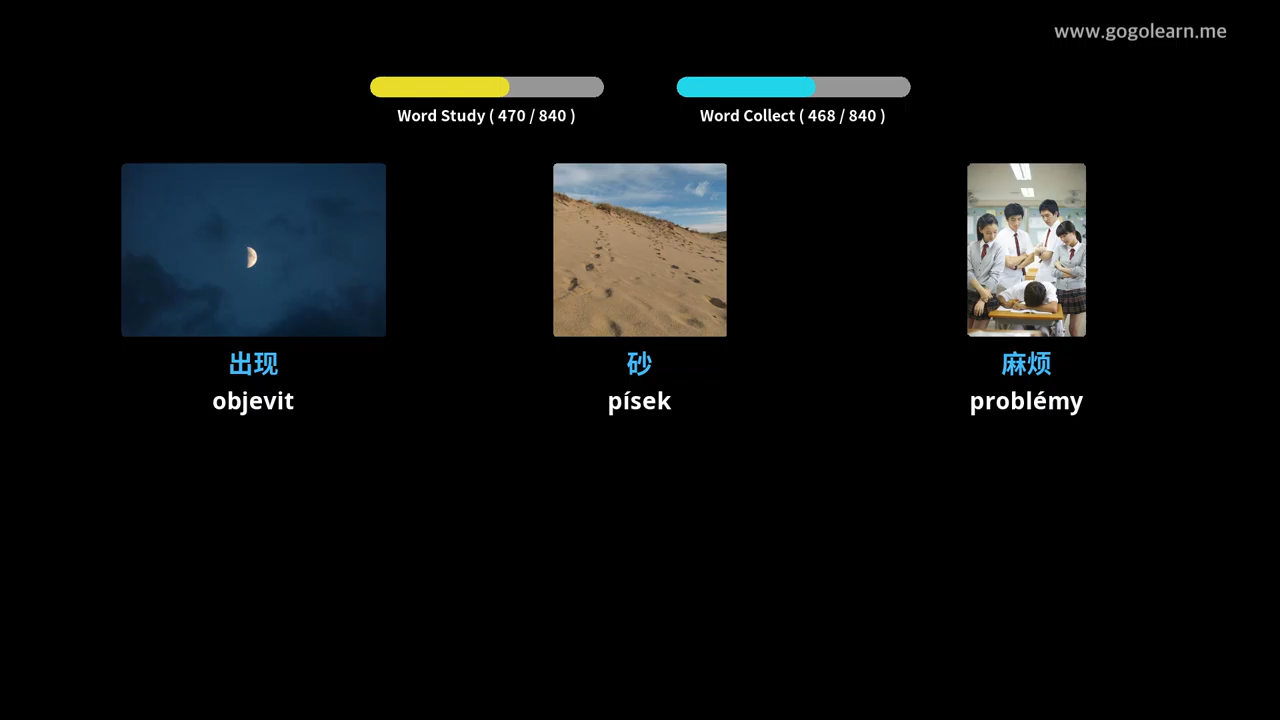 www.gogolearn.me
Word Study ( 470 / 840 )
Word Collect ( 468 / 840 )
出现
objevit
砂
písek
麻烦
problémy